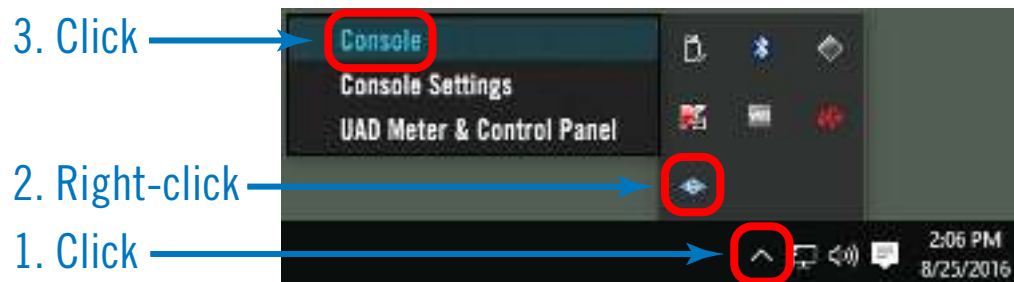 3. Click
Console
Console Settings
UAD Meter & Control Panel
2. Right-click
1. Click
2:06 PM
8/25/2016